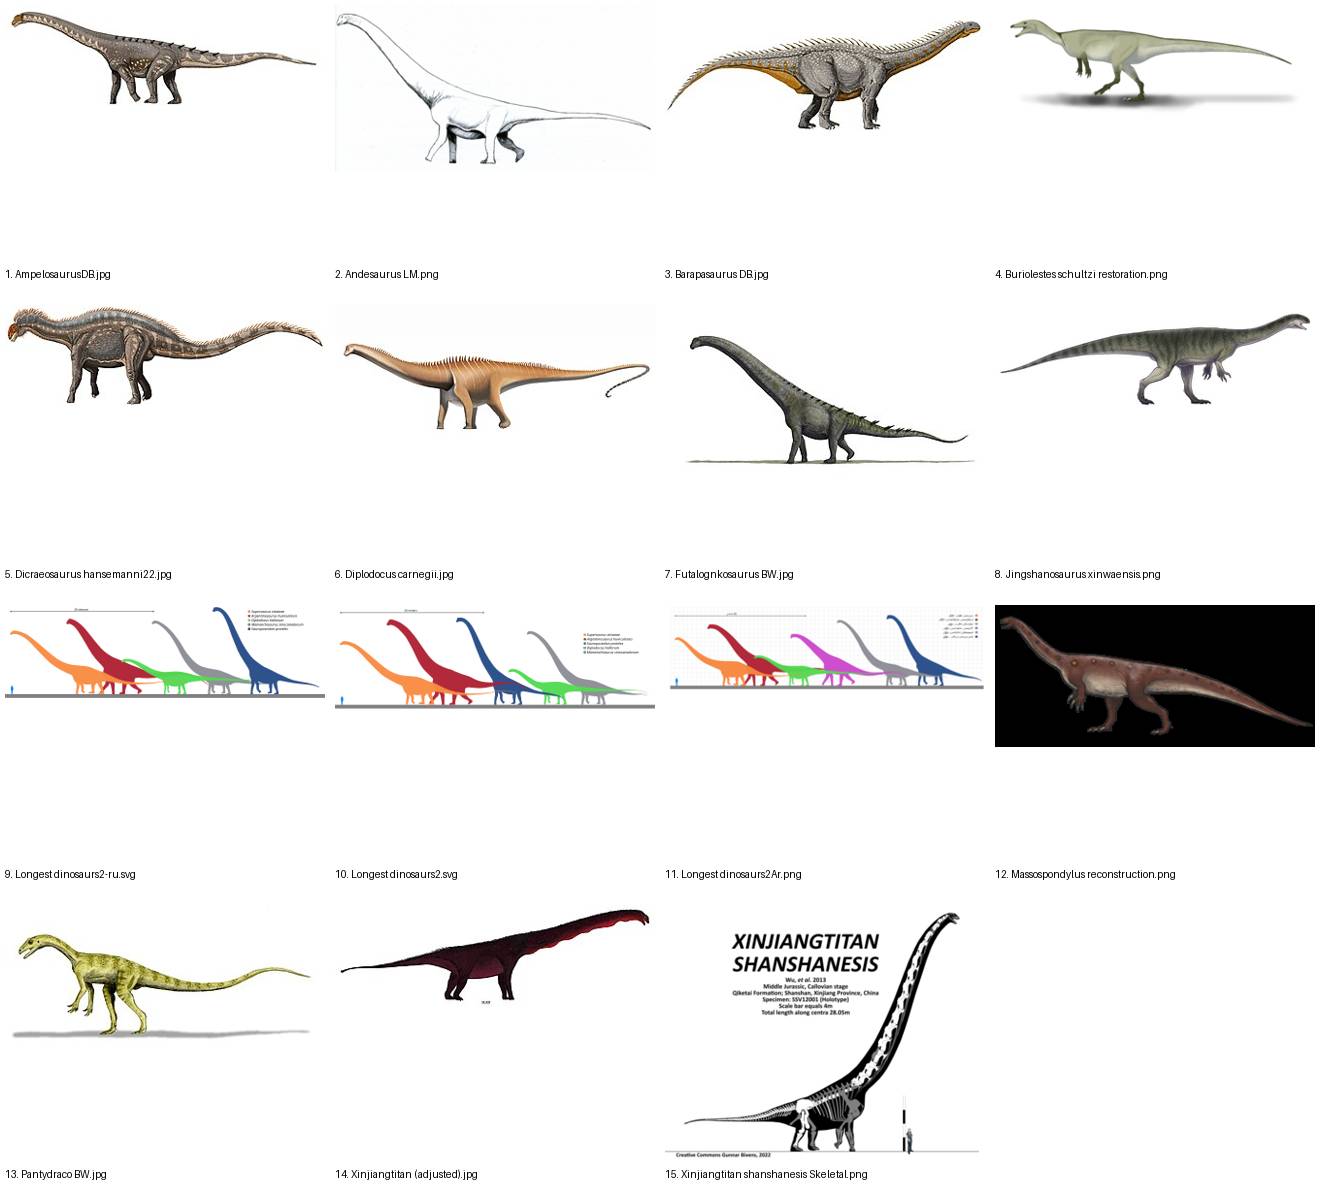 1. AmpelosaurusDB.jpg
2. Andesaurus LM.png
3. Barapasaurus DB.jpg
4. Buriolestes schultzi restoration.png
5. Dicraeosaurus hansemanni22.jpg
6. Diplodocus carnegii.jpg
7. Futalognkosaurus BW.jpg
8. Jingshanosaurus xinwaensis.png
9. Longest dinosaurs2-ru.svg
10. Longest dinosaurs2.svg
11. Longest dinosaurs2Ar.png
12. Massospondylus reconstruction.png
XINJIANGTITAN
SHANSHANESIS
Wu, et al. 2013
Middle Jurassic, Callovian stage
Qiketai Formation; Shanshan, Xinjiang Province, China
Specimen: SSV12001 (Holotype)
Scale bar equals 4m
Total length along centra 28.05m
Creative Commons Gunnar Bivens, 2022
13. Pantydraco BW.jpg
14. Xinjiangtitan (adjusted).jpg
15. Xinjiangtitan shanshanesis Skeletal.png